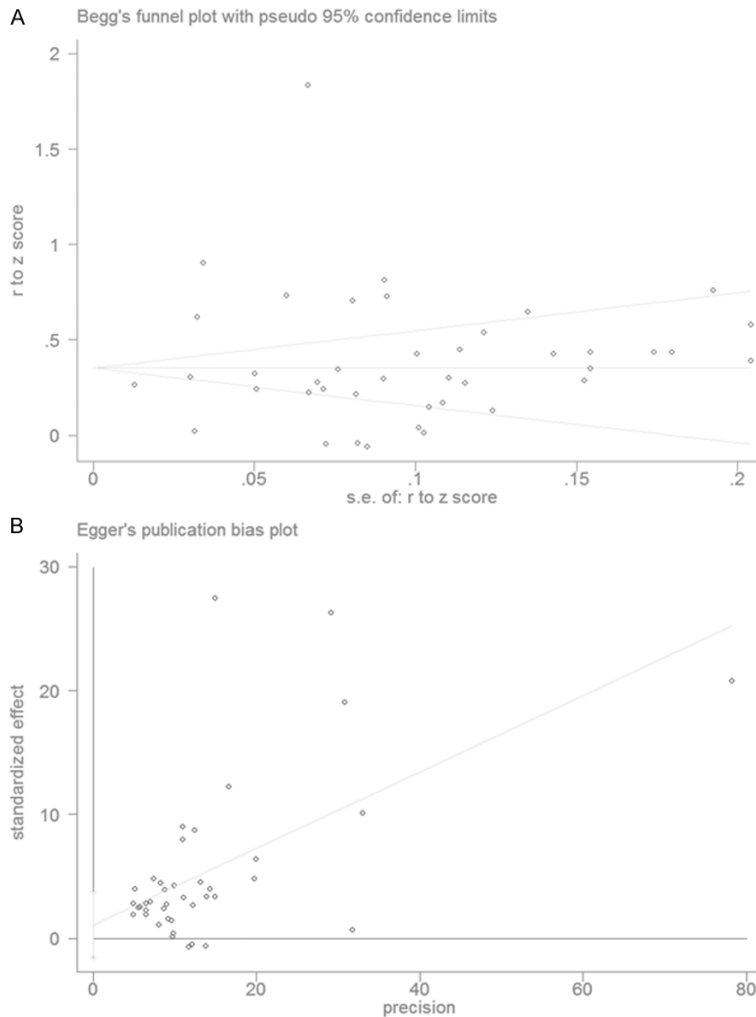 A
Begg's funnel plot with pseudo 95% confidence limits
2
1.5
1
.5
0
r to z score
0
.05
.1
.15
.2
s.e. of: r to z score
B
Egger's publication bias plot
30
20
10
0
standardized effect
0
20
40
60
80
precision